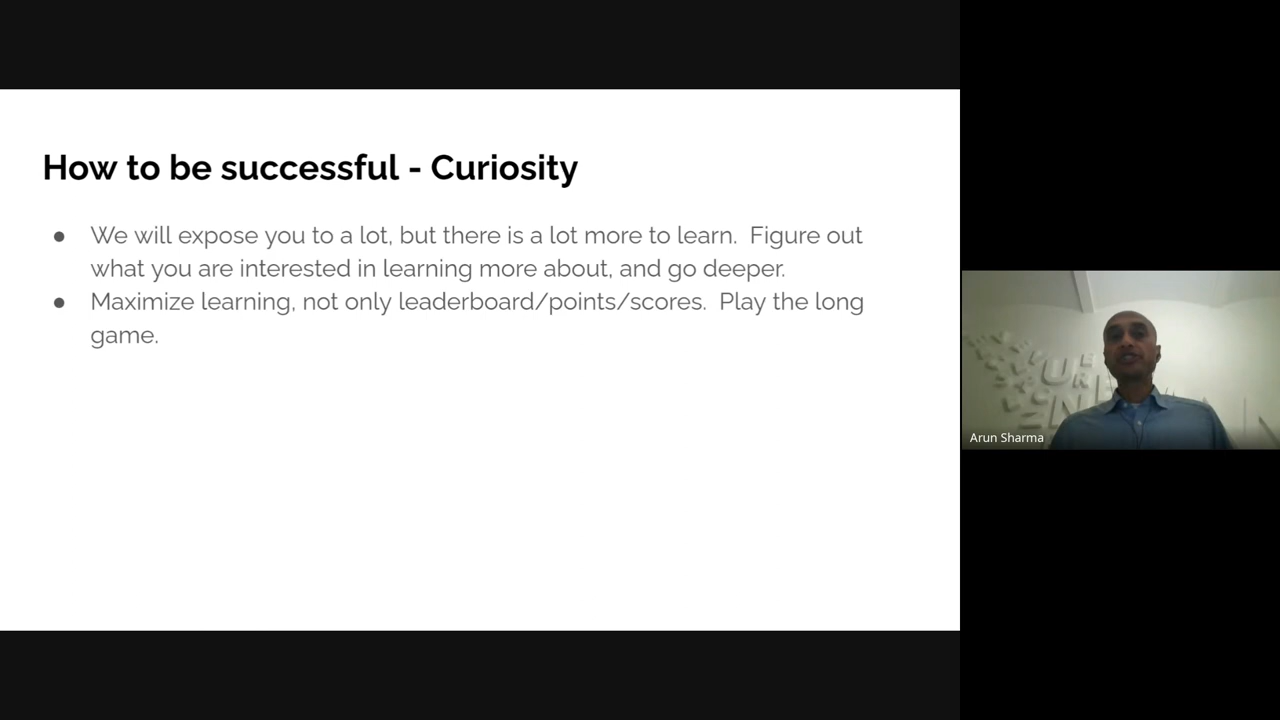 How to be successful - Curiosity
● We will expose you to a lot, but there is a lot more to learn.  Figure out
what you are interested in learning more about, and go deeper.
● Maximize learning, not only leaderboard/points/scores.  Play the long
game.
Arun Sharma